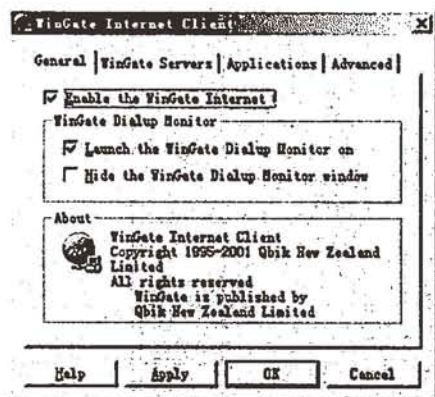 WinGate Internet Client
General WinGate Servers Applications Advanced
Enable the WinGate Internet
WinGate Dialup Monitor
Launch the WinGate Dialup Monitor on
Hide the WinGate Dialup Monitor window
About
WinGate Internet Client
Copyright 1995-2001 Qbik New Zealand
Limited
All rights reserved
WinGate is published by
Qbik New Zealand Limited
Help Apply OK Cancel